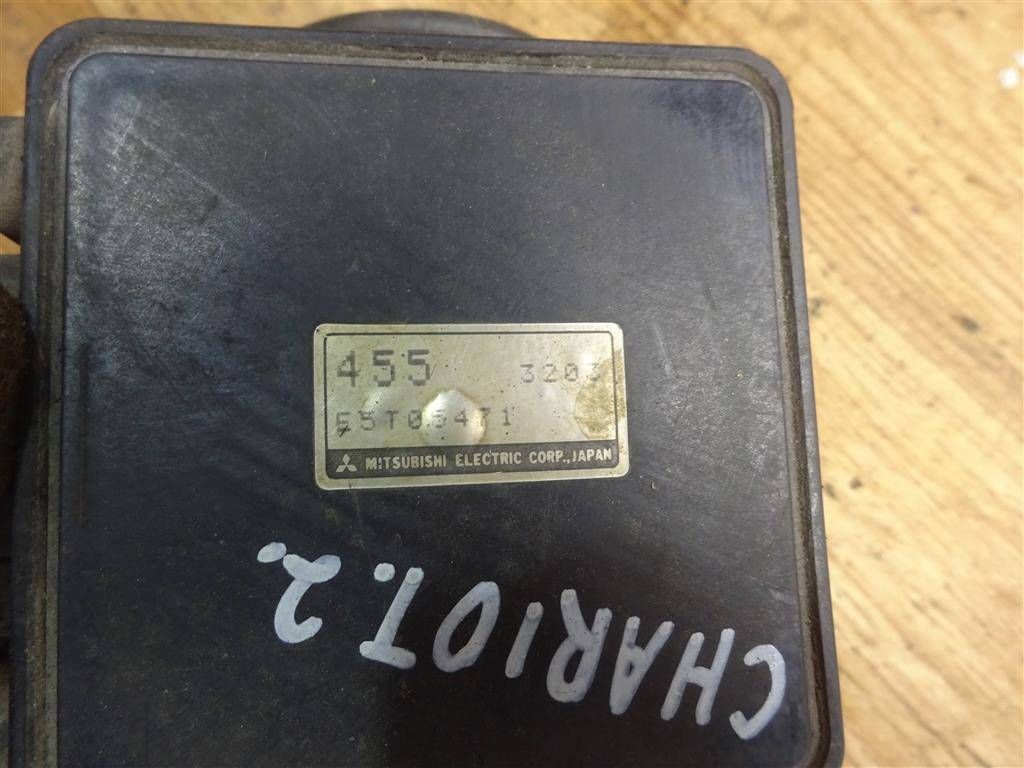 455 3203
E5T05471
MITSUBISHI ELECTRIC CORP., JAPAN
CHARIOT.2.